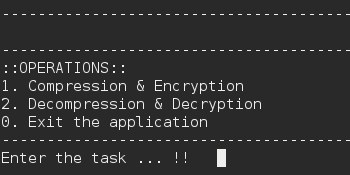 --------------------------------------
--------------------------------------
::OPERATIONS::
1. Compression & Encryption
2. Decompression & Decryption
0. Exit the application
--------------------------------------
Enter the task ... !!